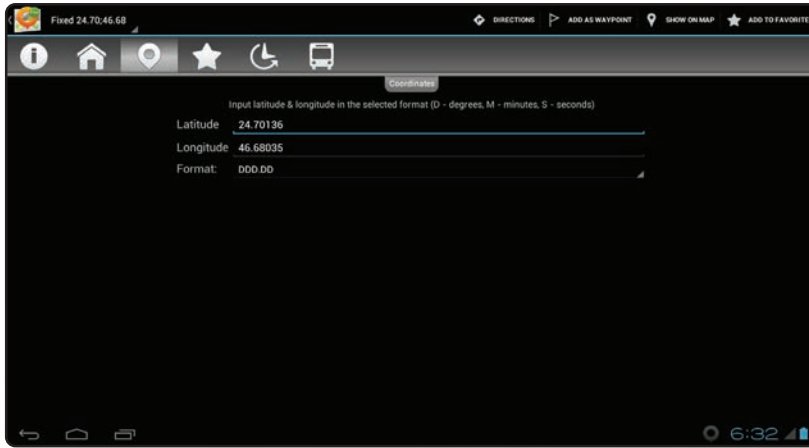 Fixed 24.70;46.68 DIRECTIONS ADD AS WAYPOINT SHOW ON MAP ADD TO FAVORITE
Coordinates
Input latitude & longitude in the selected format (D - degrees, M - minutes, S - seconds)
Latitude 24.70136
Longitude 46.68035
Format: DDD.DD
6:32